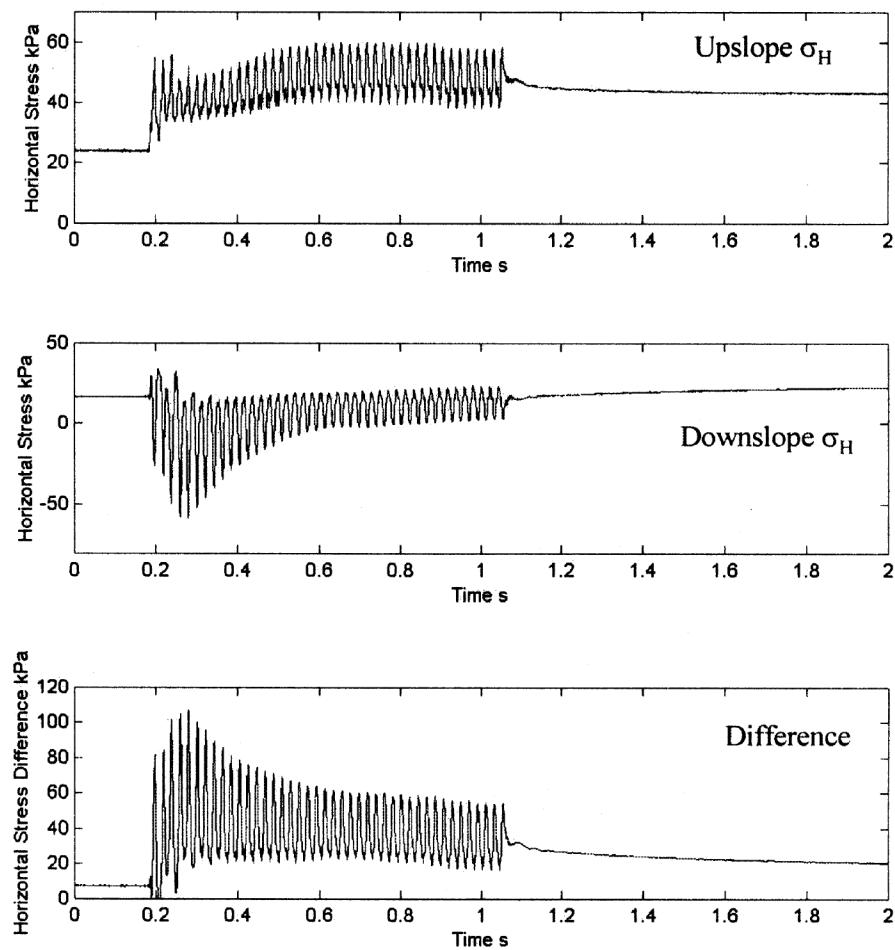 Horizontal Stress kPa
60
40
20
0
Upslope σH
0 0.2 0.4 0.6 0.8 1 1.2 1.4 1.6 1.8 2
Time s
Horizontal Stress kPa
50
0
-50
Downslope σH
0 0.2 0.4 0.6 0.8 1 1.2 1.4 1.6 1.8 2
Time s
Horizontal Stress Difference kPa
120
100
80
60
40
20
0
Difference
0 0.2 0.4 0.6 0.8 1 1.2 1.4 1.6 1.8 2
Time s